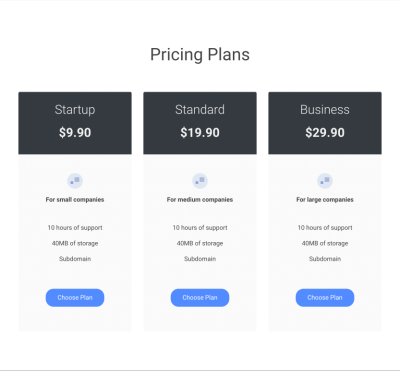 Pricing Plans
Startup
$9.90
For small companies
10 hours of support
40MB of storage
Subdomain
Choose Plan
Standard
$19.90
For medium companies
10 hours of support
40MB of storage
Subdomain
Choose Plan
Business
$29.90
For large companies
10 hours of support
40MB of storage
Subdomain
Choose Plan